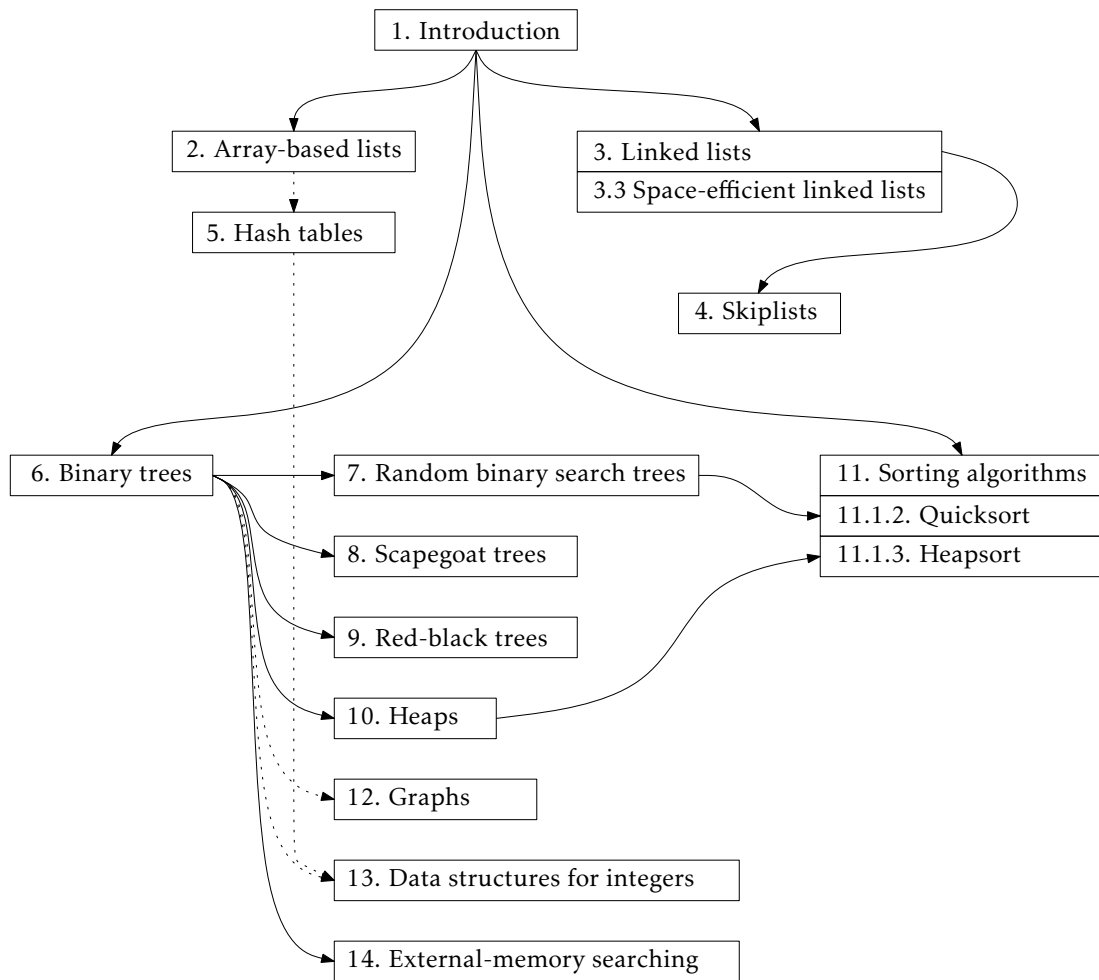 1. Introduction
2. Array-based lists
3. Linked lists
3.3 Space-efficient linked lists
5. Hash tables
4. Skiplists
6. Binary trees
7. Random binary search trees
11. Sorting algorithms
11.1.2. Quicksort
8. Scapegoat trees
11.1.3. Heapsort
9. Red-black trees
10. Heaps
12. Graphs
13. Data structures for integers
14. External-memory searching